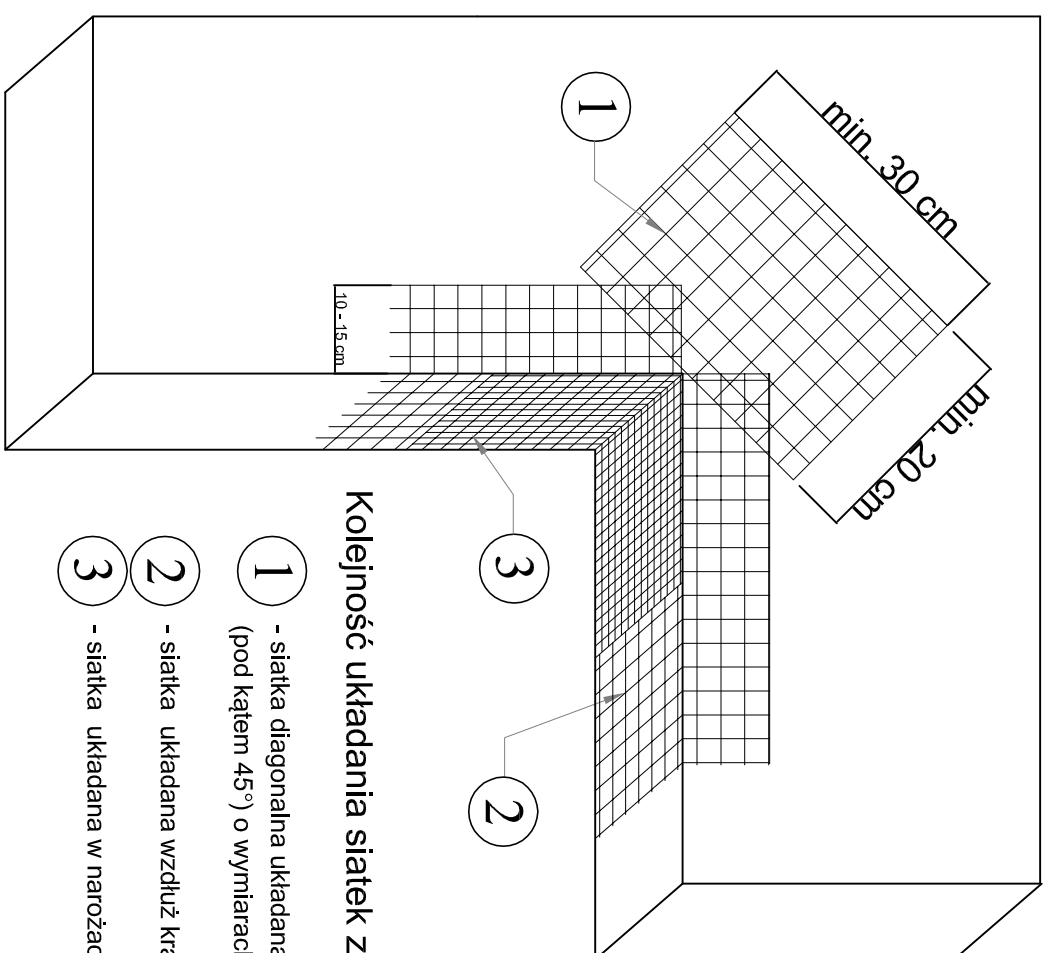 min. 30 cm
min. 20 cm
1
10 - 15 cm
3
2
Kolejność układania siatek z
1 - siatka diagonalna układana
(pod kątem 45°) o wymiarach
2 - siatka układana wzdłuż kra
3 - siatka układana w narożac